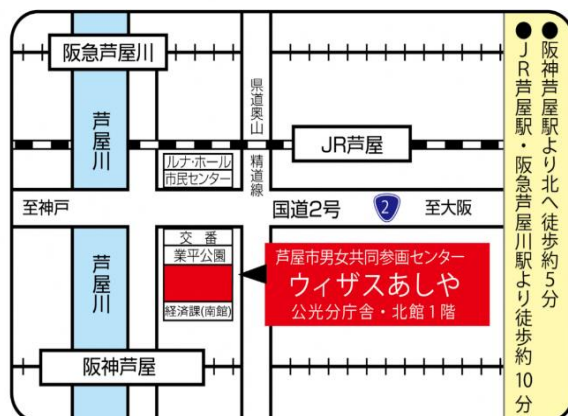 阪急芦屋川
芦屋川
県道奥山精道線
JR芦屋
ルナ・ホール
市民センター
至神戸
国道2号
2
至大阪
芦屋川
交番
業平公園
経済課(南館)
芦屋市男女共同参画センター
ウィザスあしや
公光分庁舎・北館1階
阪神芦屋
●阪神芦屋駅より北へ徒歩約5分
●JR芦屋駅・阪急芦屋川駅より徒歩約10分